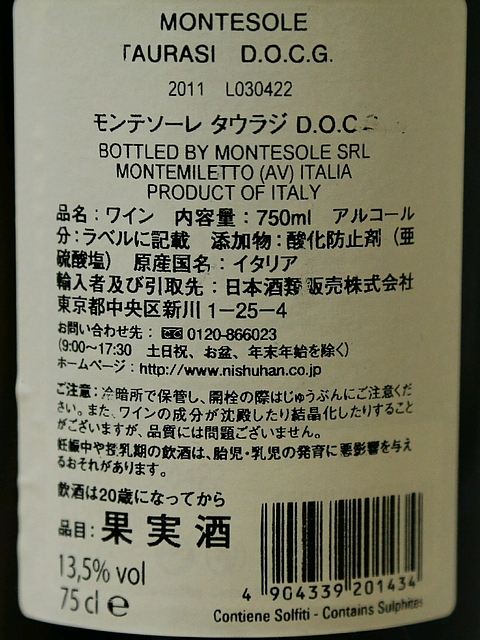 MONTESOLE
TAURASI D.O.C.G.
2011 L030422
モンテソーレ タウラジ D.O.C
BOTTLED BY MONTESOLE SRL
MONTEMILETTO (AV) ITALIA
PRODUCT OF ITALY
品名：ワイン 内容量：750ml アルコール
分：ラベルに記載 添加物：酸化防止剤（亜
硫酸塩） 原産国名：イタリア
輸入者及び引取先：日本酒類販売株式会社
東京都中央区新川1－25－4
お問い合わせ先： 0120-866023
(9:00～17:30 土日祝、お盆、年末年始を除く)
ホームページ：http://www.nishuhan.co.jp
ご注意：冷暗所で保管し、開栓の際はじゅうぶんにご注意くだ
さい。また、ワインの成分が沈殿したり結晶化したりすること
がございますが、品質には問題ございません。
妊娠中や授乳期の飲酒は、胎児・乳児の発育に悪影響を与え
るおそれがあります。
飲酒は20歳になってから
品目：果実酒
13,5% vol
75 cl e
4 904339 201434
Contiene Solfiti - Contains Sulphites